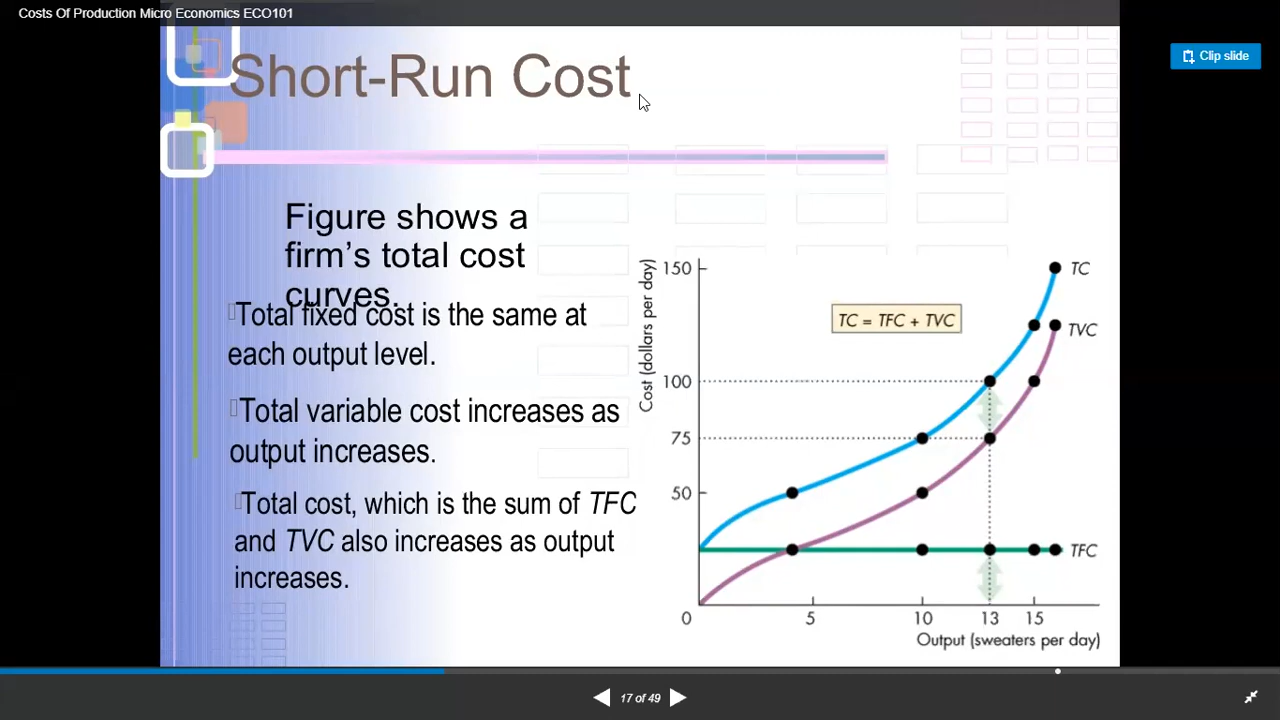 Costs Of Production Micro Economics ECO101
Clip slide
Short-Run Cost
Figure shows a
firm's total cost
curves.
Total fixed cost is the same at
each output level.
Total variable cost increases as
output increases.
Total cost, which is the sum of TFC
and TVC also increases as output
increases.
Cost (dollars per day)
150
100
75
50
TC = TFC + TVC
TC
TVC
TFC
0 5 10 13 15
Output (sweaters per day)
17 of 49